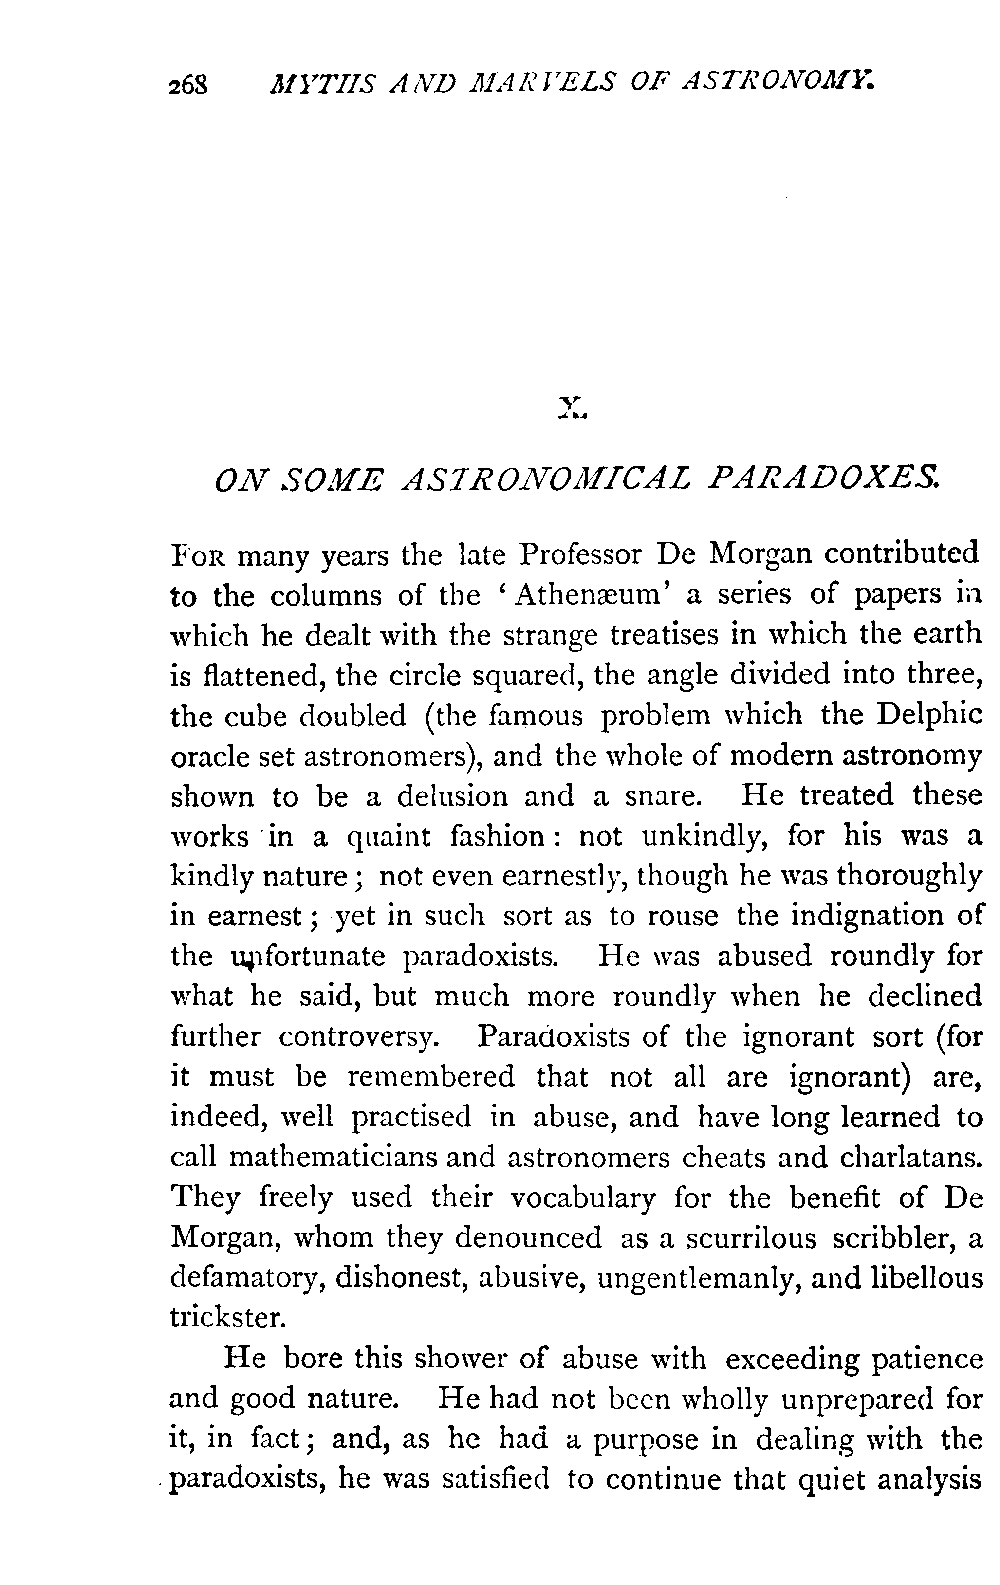 268 MYTHS AND MARVELS OF ASTRONOMY.
X.
ON SOME ASTRONOMICAL PARADOXES.
FOR many years the late Professor De Morgan contributed
to the columns of the ‘Athenæum’ a series of papers in
which he dealt with the strange treatises in which the earth
is flattened, the circle squared, the angle divided into three,
the cube doubled (the famous problem which the Delphic
oracle set astronomers), and the whole of modern astronomy
shown to be a delusion and a snare. He treated these
works in a quaint fashion : not unkindly, for his was a
kindly nature ; not even earnestly, though he was thoroughly
in earnest ; yet in such sort as to rouse the indignation of
the unfortunate paradoxists. He was abused roundly for
what he said, but much more roundly when he declined
further controversy. Paradoxists of the ignorant sort (for
it must be remembered that not all are ignorant) are,
indeed, well practised in abuse, and have long learned to
call mathematicians and astronomers cheats and charlatans.
They freely used their vocabulary for the benefit of De
Morgan, whom they denounced as a scurrilous scribbler, a
defamatory, dishonest, abusive, ungentlemanly, and libellous
trickster.
He bore this shower of abuse with exceeding patience
and good nature. He had not been wholly unprepared for
it, in fact ; and, as he had a purpose in dealing with the
paradoxists, he was satisfied to continue that quiet analysis